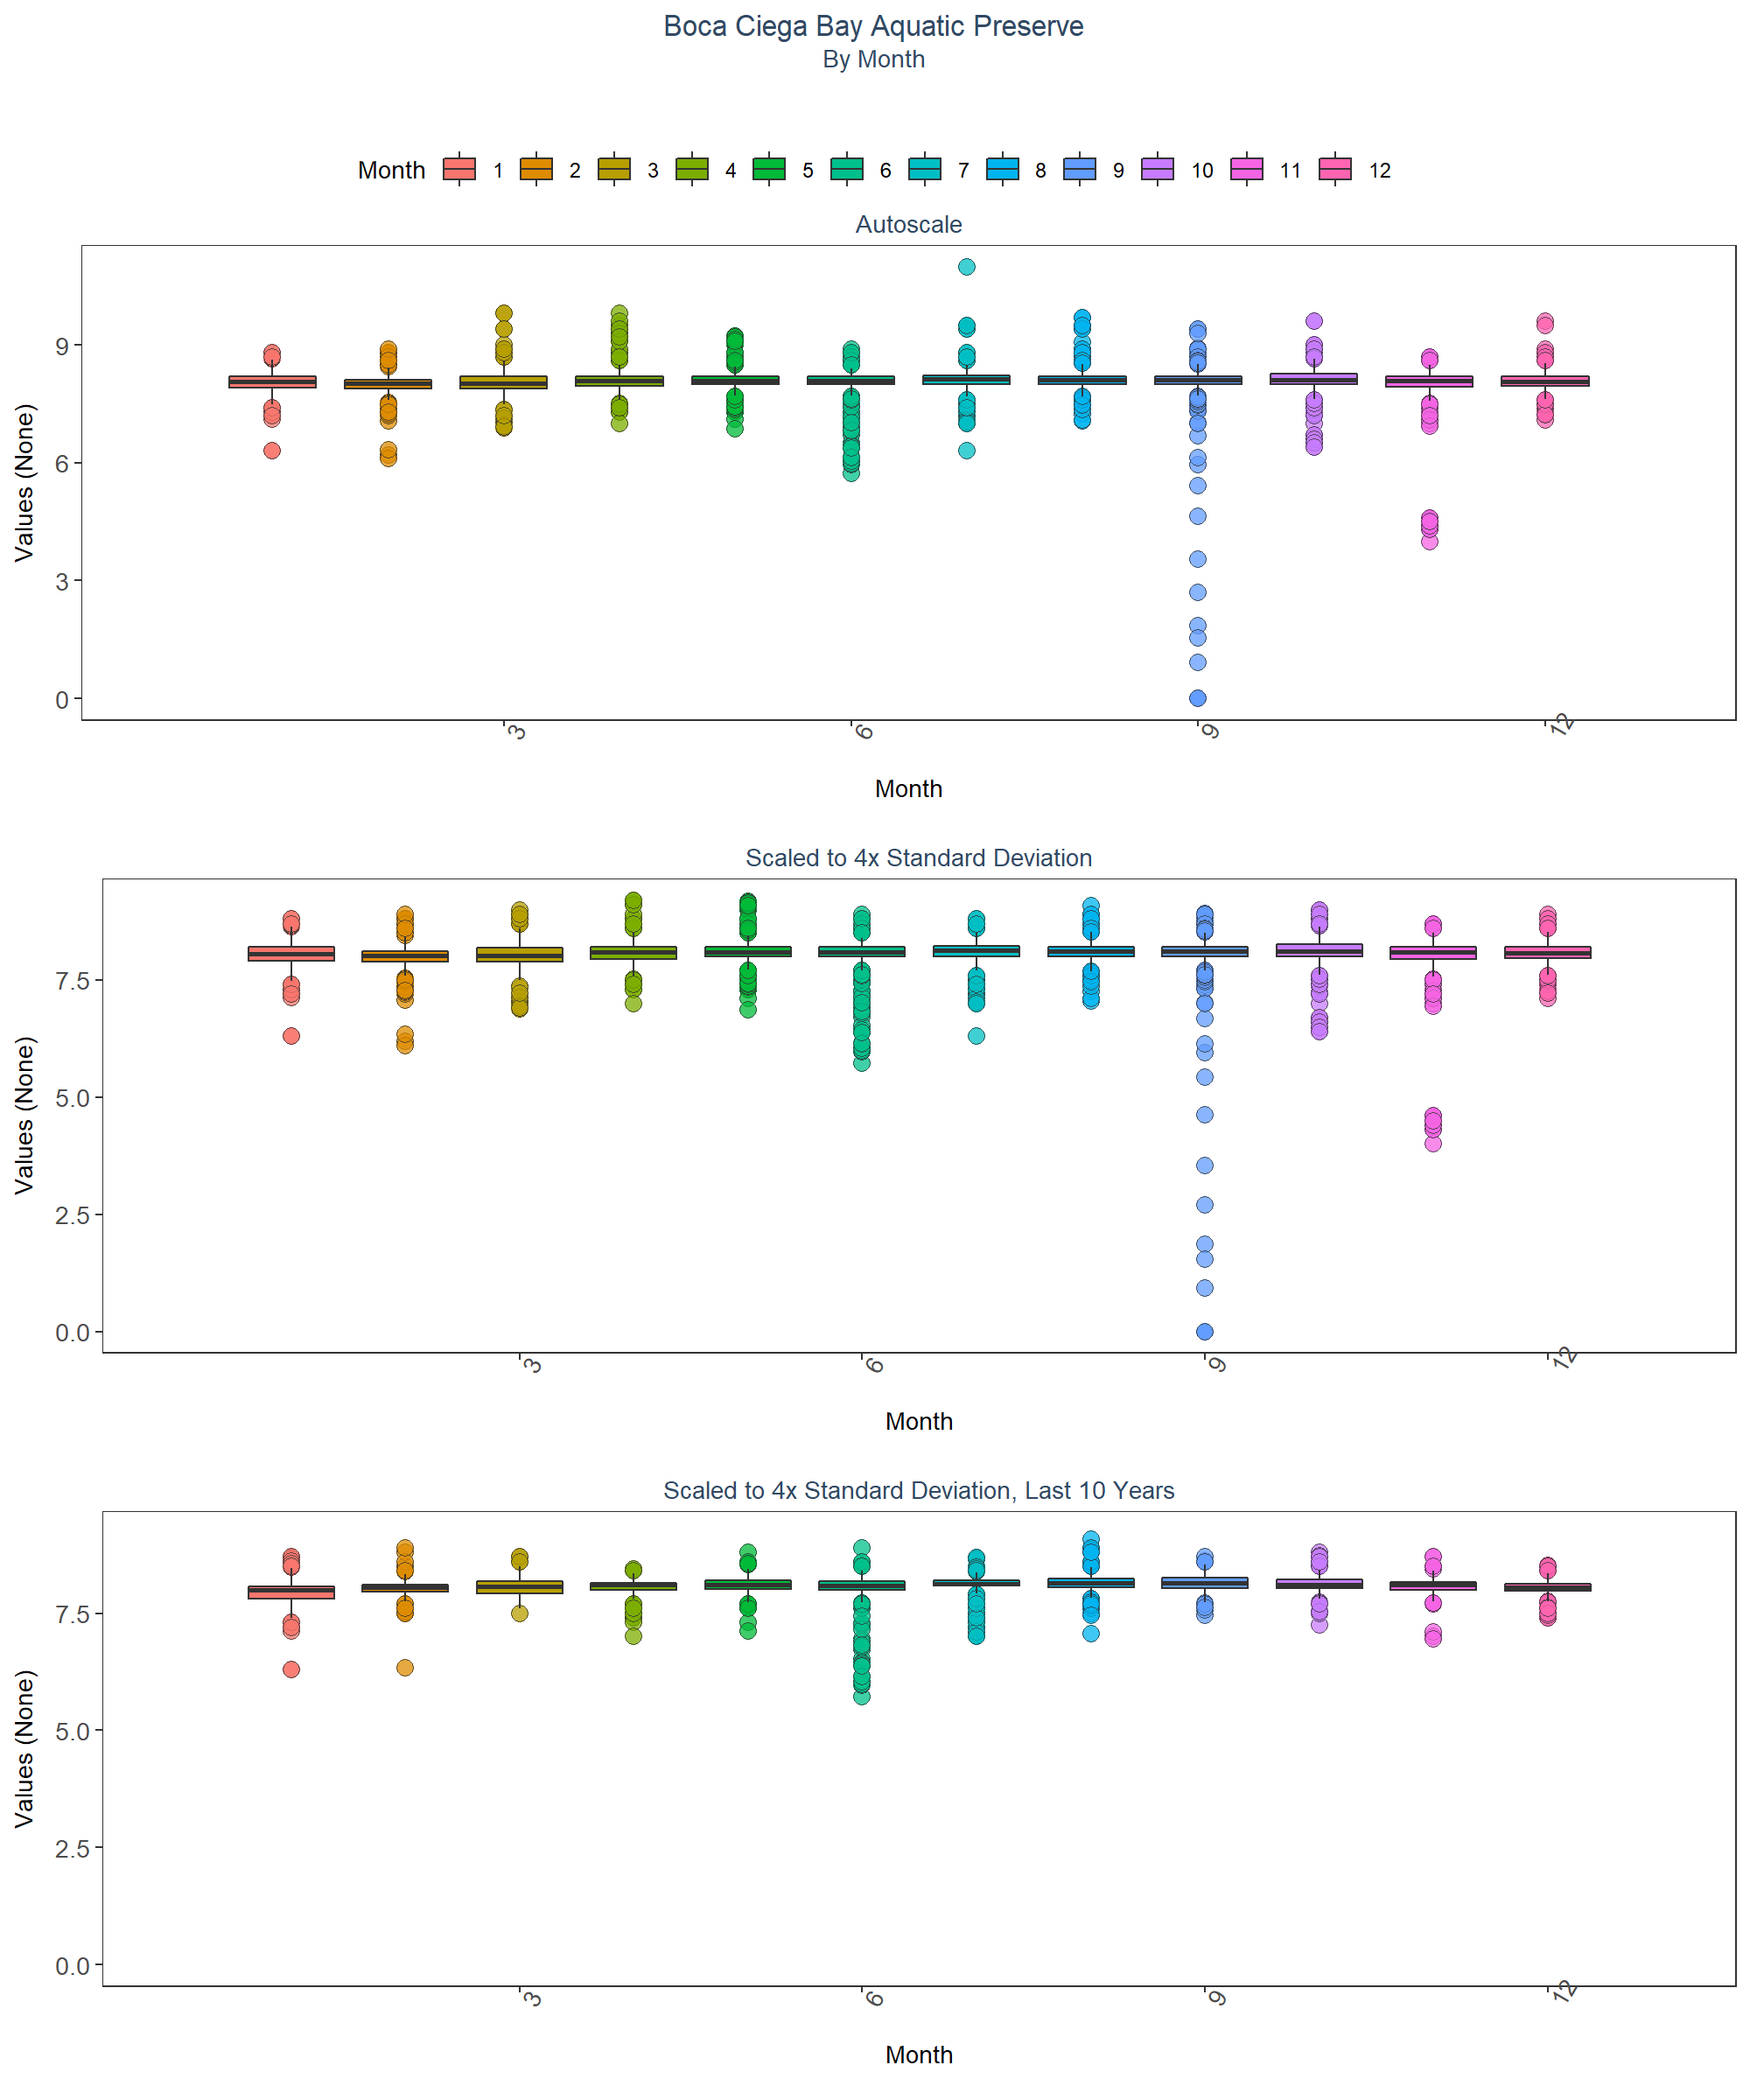 Boca Ciega Bay Aquatic Preserve
By Month
Month 1 2 3 4 5 6 7 8 9 10 11 12
Autoscale
Values (None)
9
6
3
0
3 6 9 12
Month
Scaled to 4x Standard Deviation
Values (None)
7.5
5.0
2.5
0.0
3 6 9 12
Month
Scaled to 4x Standard Deviation, Last 10 Years
Values (None)
7.5
5.0
2.5
0.0
3 6 9 12
Month